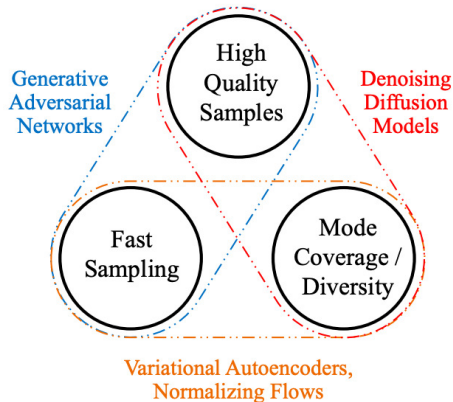 High
Quality
Samples
Generative
Adversarial
Networks
Denoising
Diffusion
Models
Fast
Sampling
Mode
Coverage /
Diversity
Variational Autoencoders,
Normalizing Flows